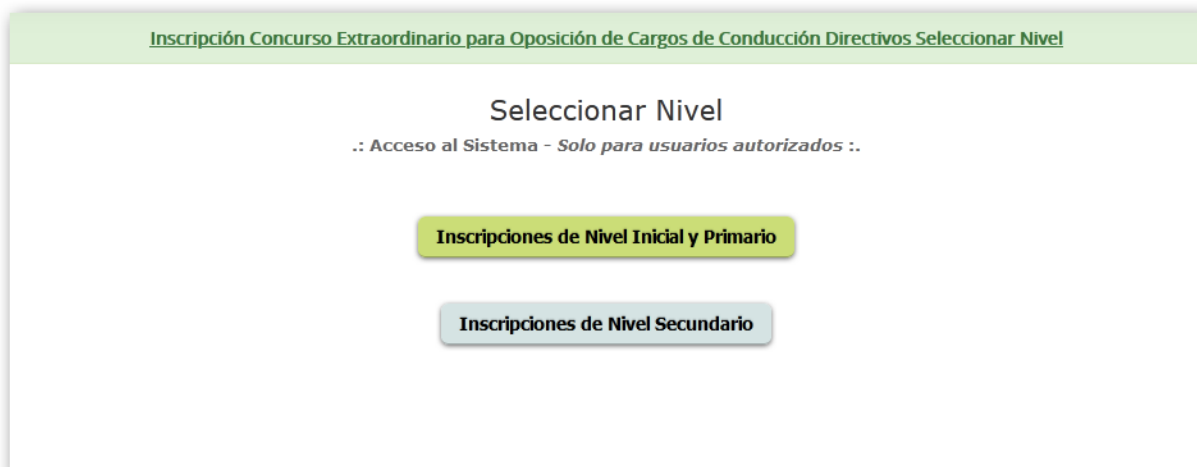 Inscripción Concurso Extraordinario para Oposición de Cargos de Conducción Directivos Seleccionar Nivel
Seleccionar Nivel
.: Acceso al Sistema - Solo para usuarios autorizados :.
Inscripciones de Nivel Inicial y Primario
Inscripciones de Nivel Secundario